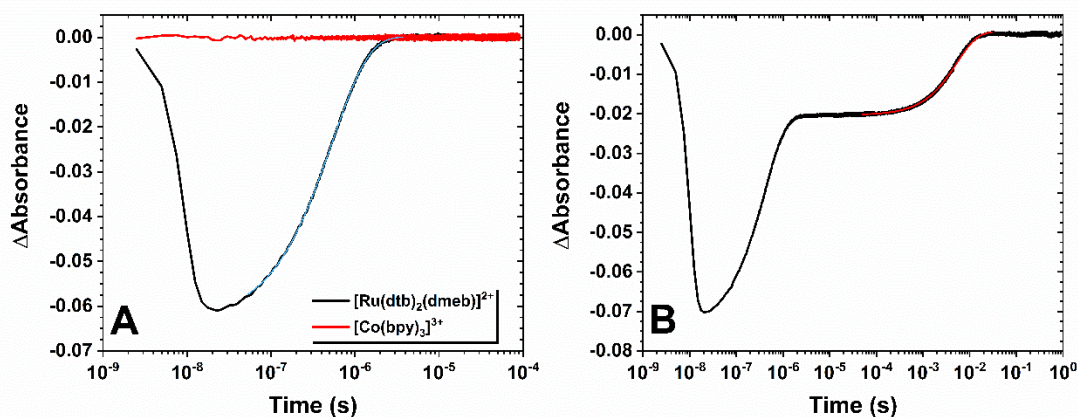 0.00
-0.01
-0.02
-0.03
-0.04
-0.05
-0.06
-0.07
ΔAbsorbance
A
[Ru(dtb)₂(dmeb)]²⁺
[Co(bpy)₃]³⁺
10⁻⁹ 10⁻⁸ 10⁻⁷ 10⁻⁶ 10⁻⁵ 10⁻⁴
Time (s)
0.00
-0.01
-0.02
-0.03
-0.04
-0.05
-0.06
-0.07
-0.08
ΔAbsorbance
B
10⁻⁹ 10⁻⁸ 10⁻⁷ 10⁻⁶ 10⁻⁵ 10⁻⁴ 10⁻³ 10⁻² 10⁻¹ 10⁰
Time (s)